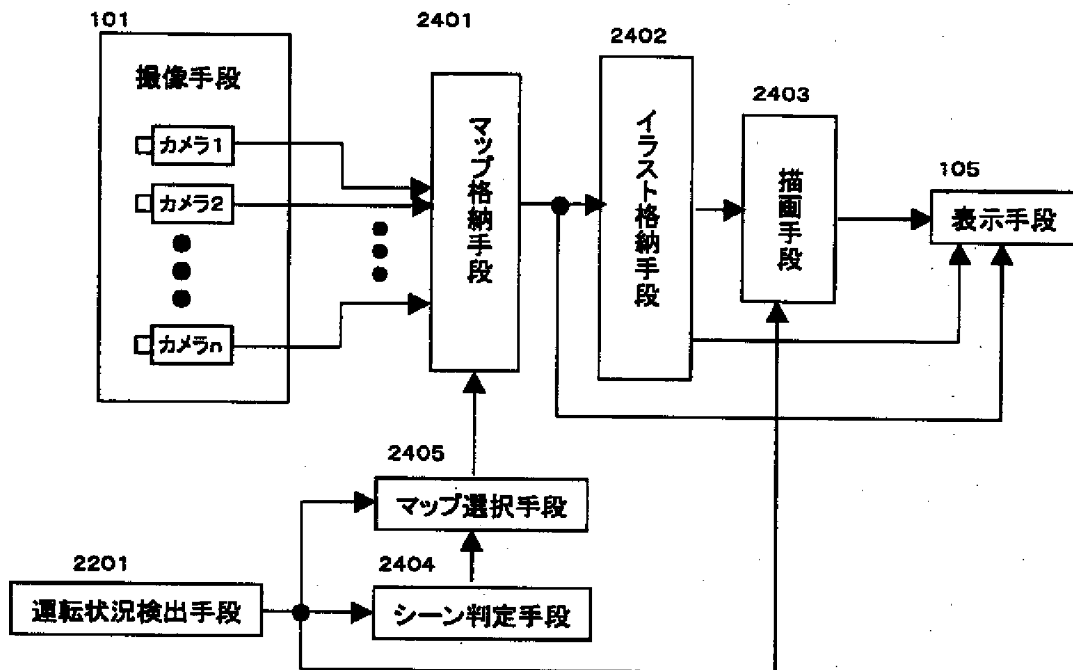 101
2401
2402
撮像手段
2403
カメラ1
カメラ2
カメラn
マップ格納手段
イラスト格納手段
描画手段
105
表示手段
2405
マップ選択手段
2201
2404
運転状況検出手段
シーン判定手段